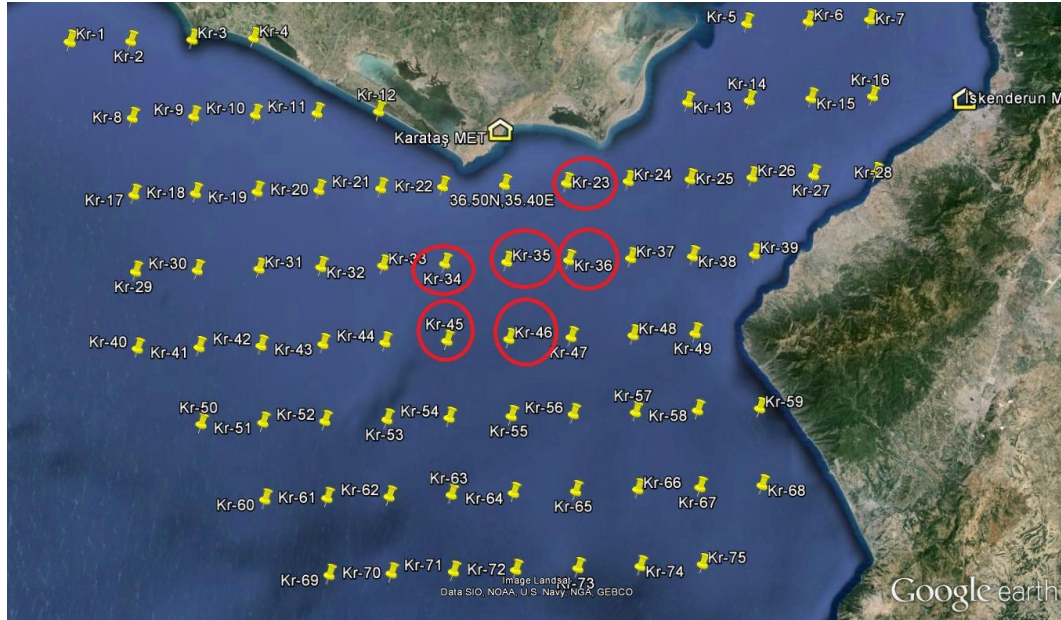 Kr-1
Kr-2
Kr-3
Kr-4
Kr-5
Kr-6
Kr-7
Kr-8
Kr-9
Kr-10
Kr-11
Kr-12
Karataş MET
Kr-13
Kr-14
Kr-15
Kr-16
İskenderun M
Kr-17
Kr-18
Kr-19
Kr-20
Kr-21
Kr-22
36.50N,35.40E
Kr-23
Kr-24
Kr-25
Kr-26
Kr-27
Kr-28
Kr-29
Kr-30
Kr-31
Kr-32
Kr-33
Kr-34
Kr-35
Kr-36
Kr-37
Kr-38
Kr-39
Kr-40
Kr-41
Kr-42
Kr-43
Kr-44
Kr-45
Kr-46
Kr-47
Kr-48
Kr-49
Kr-50
Kr-51
Kr-52
Kr-53
Kr-54
Kr-55
Kr-56
Kr-57
Kr-58
Kr-59
Kr-60
Kr-61
Kr-62
Kr-63
Kr-64
Kr-65
Kr-66
Kr-67
Kr-68
Kr-69
Kr-70
Kr-71
Kr-72
Kr-73
Kr-74
Kr-75
Image Landsat
Data SIO, NOAA, U.S. Navy, NGA, GEBCO
Google earth